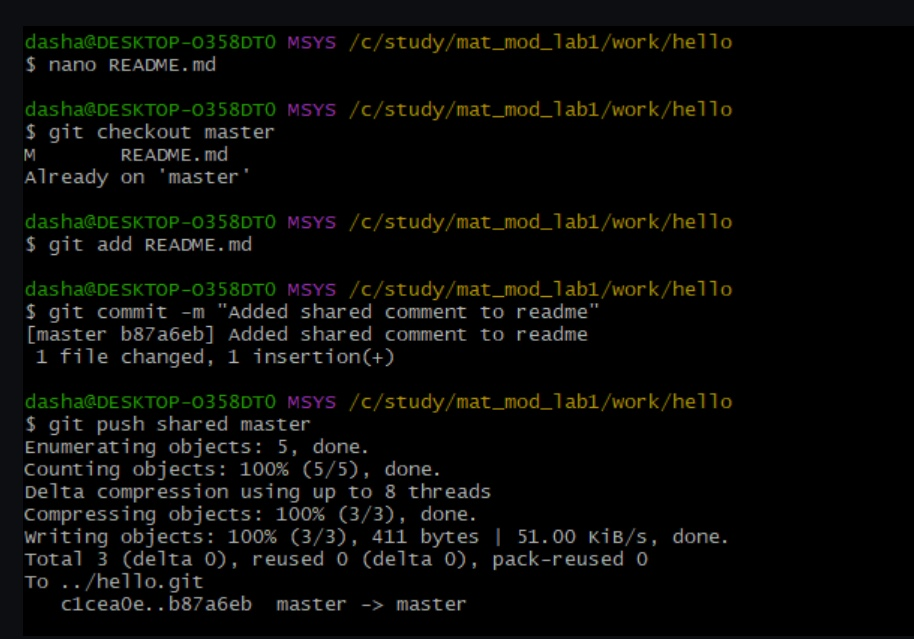 dasha@DESKTOP-O358DT0 MSYS /c/study/mat_mod_lab1/work/hello
$ nano README.md
dasha@DESKTOP-O358DT0 MSYS /c/study/mat_mod_lab1/work/hello
$ git checkout master
M       README.md
Already on 'master'
dasha@DESKTOP-O358DT0 MSYS /c/study/mat_mod_lab1/work/hello
$ git add README.md
dasha@DESKTOP-O358DT0 MSYS /c/study/mat_mod_lab1/work/hello
$ git commit -m "Added shared comment to readme"
[master b87a6eb] Added shared comment to readme
 1 file changed, 1 insertion(+)
dasha@DESKTOP-O358DT0 MSYS /c/study/mat_mod_lab1/work/hello
$ git push shared master
Enumerating objects: 5, done.
Counting objects: 100% (5/5), done.
Delta compression using up to 8 threads
Compressing objects: 100% (3/3), done.
Writing objects: 100% (3/3), 411 bytes | 51.00 KiB/s, done.
Total 3 (delta 0), reused 0 (delta 0), pack-reused 0
To ../hello.git
   c1cea0e..b87a6eb  master -> master